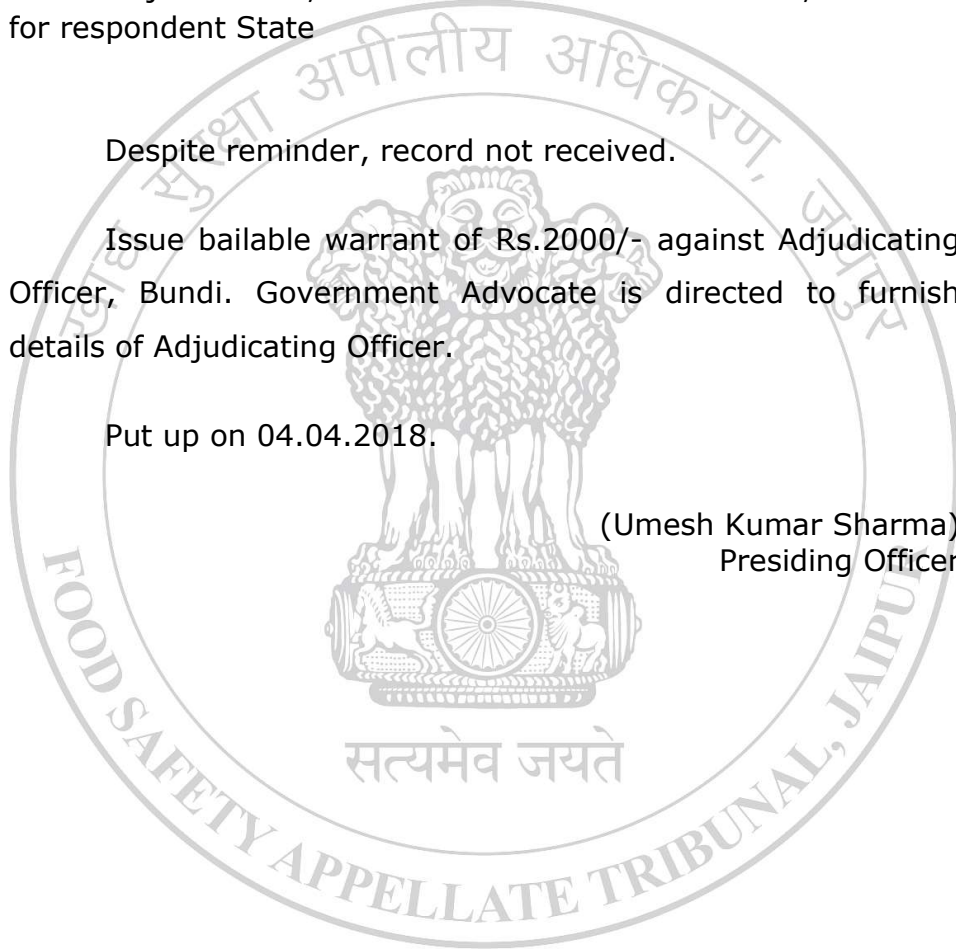 for respondent State
खाद्य सुरक्षा अपीलीय अधिकरण, जयपुर
Despite reminder, record not received.
Issue bailable warrant of Rs.2000/- against Adjudicating
Officer, Bundi. Government Advocate is directed to furnish
details of Adjudicating Officer.
Put up on 04.04.2018.
(Umesh Kumar Sharma)
Presiding Officer
सत्यमेव जयते
FOOD SAFETY APPELLATE TRIBUNAL, JAIPUR